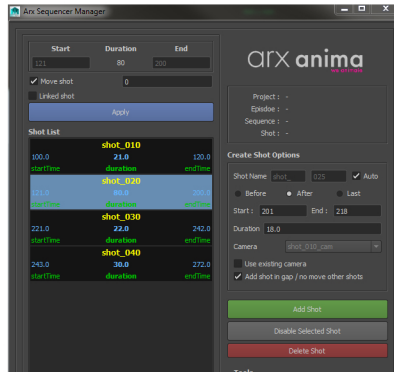 Arx Sequencer Manager
Start Duration End
121 80 200
Move shot 0
Linked shot
Apply
Shot List
shot_010
100.0 21.0 120.0
startTime duration endTime
shot_020
121.0 80.0 200.0
startTime duration endTime
shot_030
221.0 22.0 242.0
startTime duration endTime
shot_040
243.0 30.0 272.0
startTime duration endTime
arx anima
Project : -
Episdoe : -
Sequence : -
Shot : -
Create Shot Options
Shot Name shot_ 025 Auto
Before After Last
Start : 201 End : 218
Duration 18.0
Camera shot_010_cam
Use existing camera
Add shot in gap / no move other shots
Add Shot
Disable Selected Shot
Delete Shot
Tools